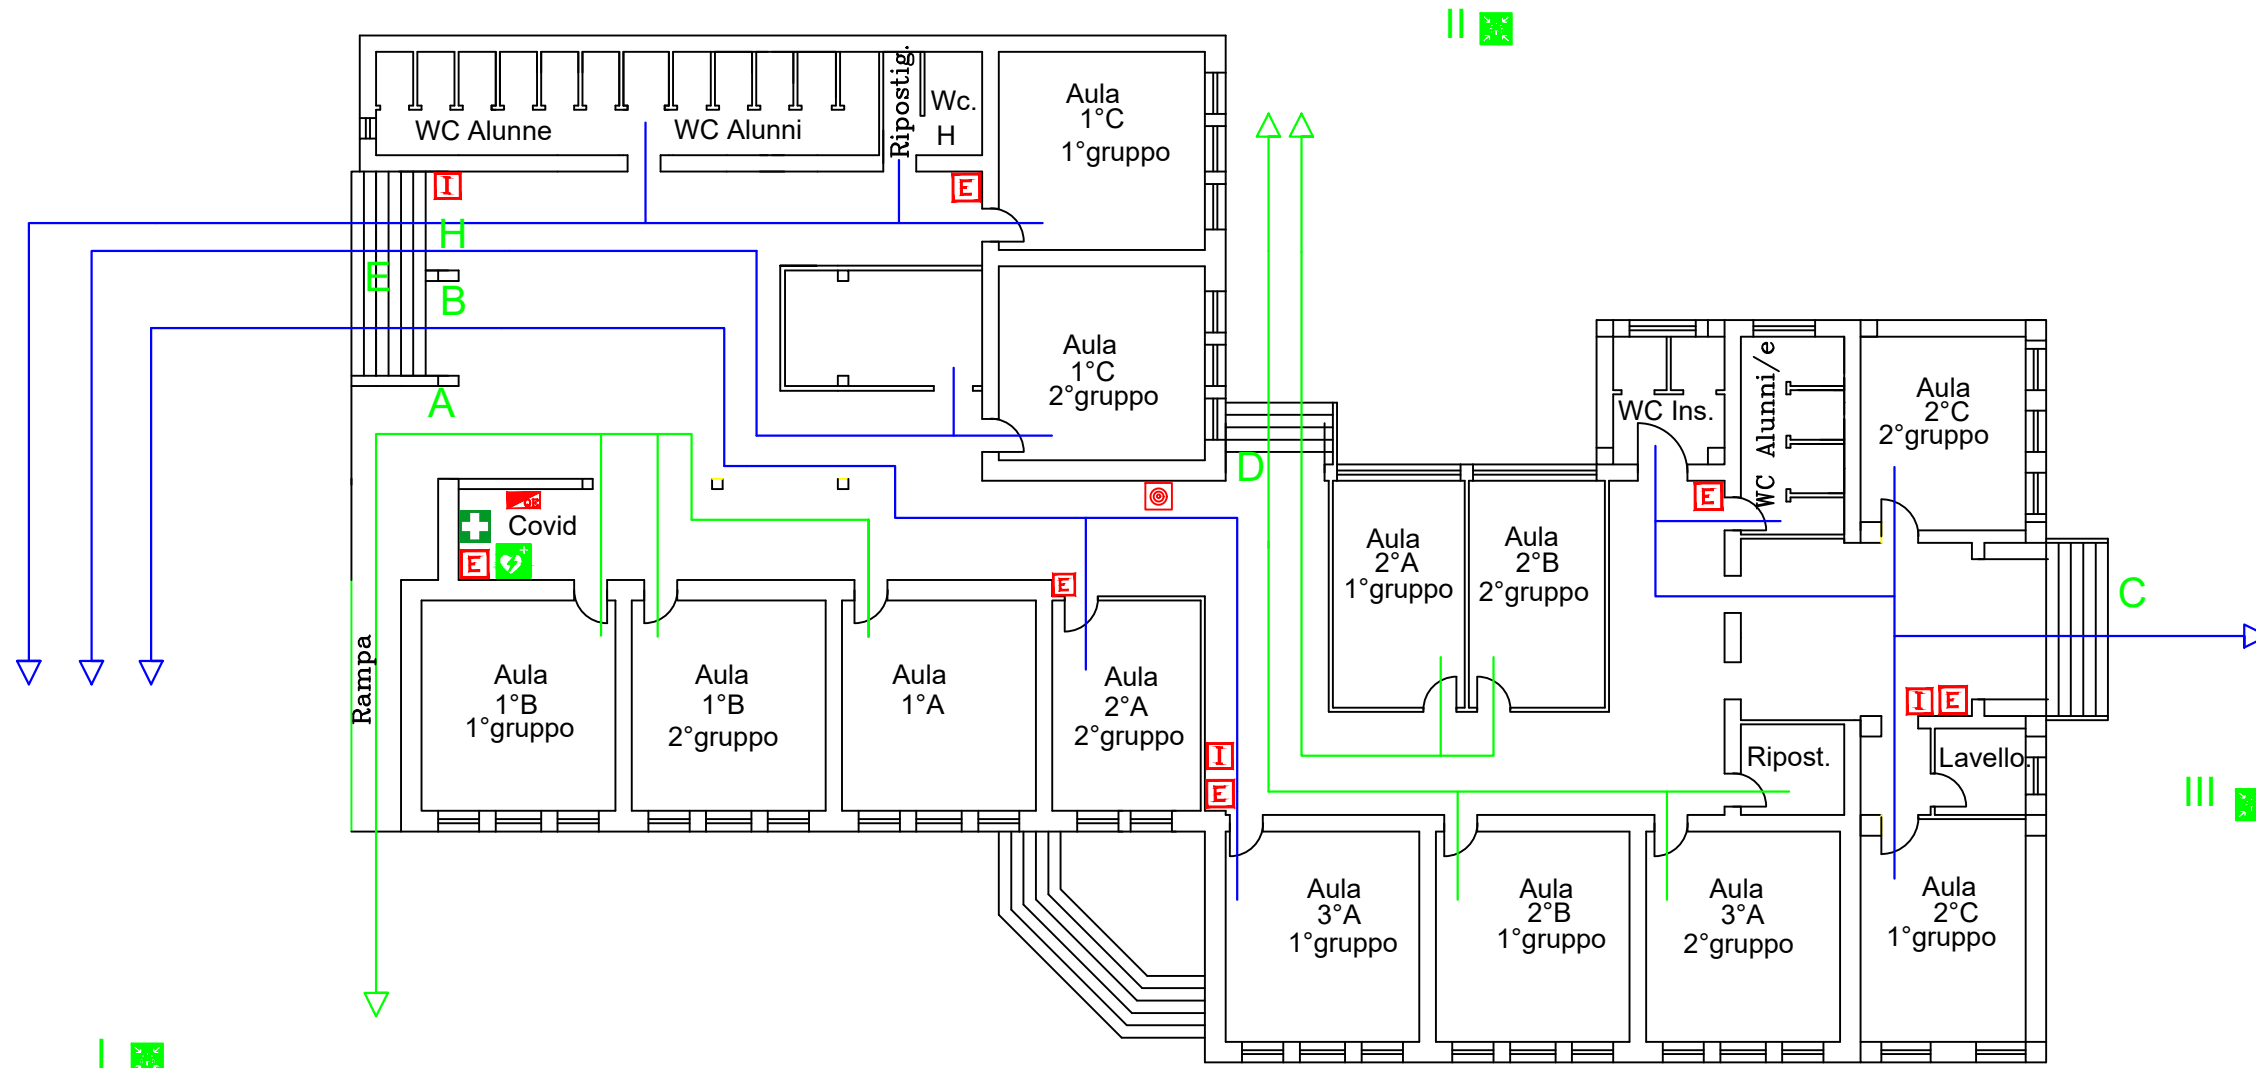 II
WC Alunne
WC Alunni
Ripostig.
Wc.
H
Aula
1°C
1°gruppo
I
E
H
E
B
A
Aula
1°C
2°gruppo
D
WC Ins.
WC Alunni/e
Aula
2°C
2°gruppo
E
Covid
E
E
Aula
2°A
1°gruppo
Aula
2°B
2°gruppo
C
Rampa
Aula
1°B
1°gruppo
Aula
1°B
2°gruppo
Aula
1°A
Aula
2°A
2°gruppo
I
E
I
E
Ripost.
Lavello.
III
Aula
3°A
1°gruppo
Aula
2°B
1°gruppo
Aula
3°A
2°gruppo
Aula
2°C
1°gruppo
I